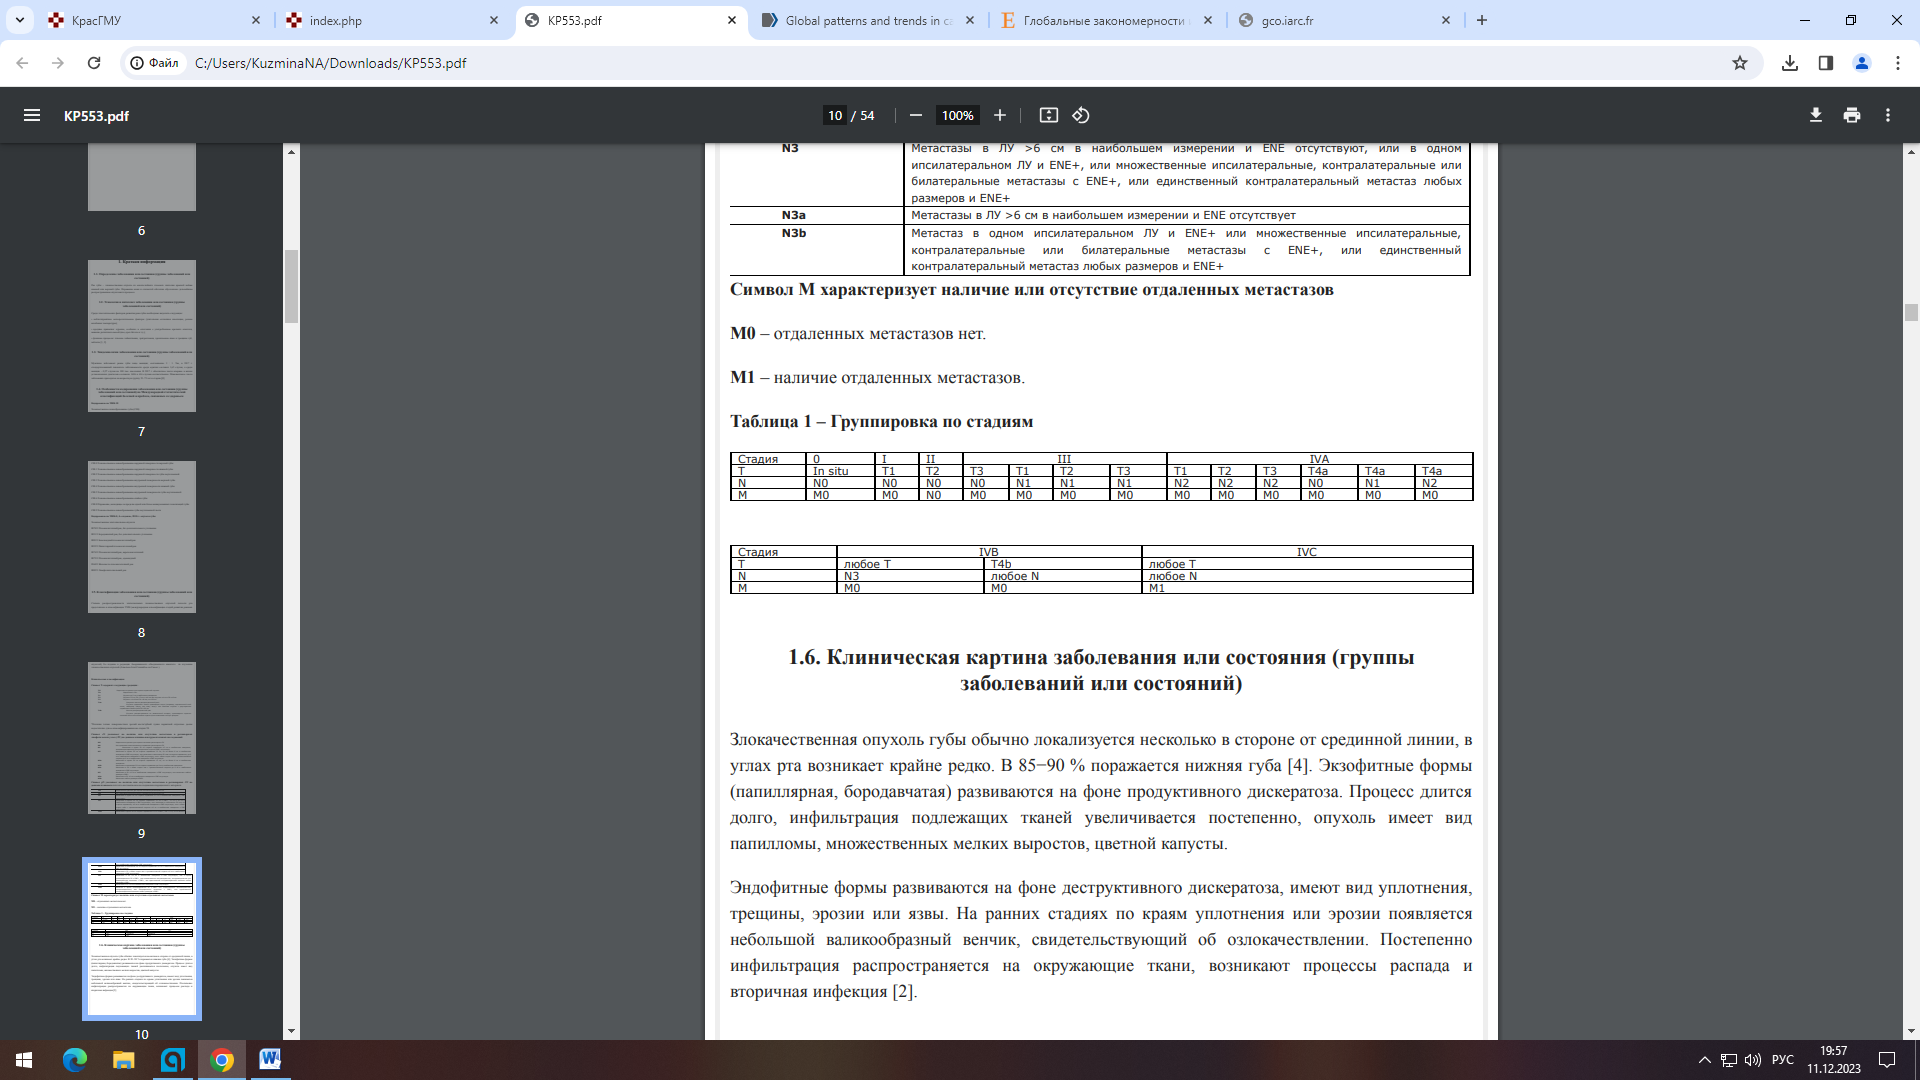 КрасГМУ
index.php
KP553.pdf
Global patterns and trends in ca
Глобальные закономерности
gco.iarc.fr
Файл
C:/Users/KuzminaNA/Downloads/KP553.pdf
KP553.pdf
10 / 54
100%
6
7
8
9
10
N3 Метастазы в ЛУ >6 см в наибольшем измерении и ENE отсутствуют, или в одном
ипсилатеральном ЛУ и ENE+, или множественные ипсилатеральные, контралатеральные или
билатеральные метастазы с ENE+, или единственный контралатеральный метастаз любых
размеров и ENE+
N3a Метастазы в ЛУ >6 см в наибольшем измерении и ENE отсутствует
N3b Метастаз в одном ипсилатеральном ЛУ и ENE+ или множественные ипсилатеральные,
контралатеральные или билатеральные метастазы с ENE+, или единственный
контралатеральный метастаз любых размеров и ENE+
Символ М характеризует наличие или отсутствие отдаленных метастазов
М0 – отдаленных метастазов нет.
М1 – наличие отдаленных метастазов.
Таблица 1 – Группировка по стадиям
Стадия 0 I II III IVA
T In situ T1 T2 T3 T1 T2 T3 T1 T2 T3 T4a T4a T4a
N N0 N0 N0 N0 N1 N1 N1 N2 N2 N2 N0 N1 N2
M M0 M0 N0 M0 M0 M0 M0 M0 M0 M0 M0 M0 M0
Стадия IVB IVC
T любое T T4b любое T
N N3 любое N любое N
M M0 M0 M1
1.6. Клиническая картина заболевания или состояния (группы
заболеваний или состояний)
Злокачественная опухоль губы обычно локализуется несколько в стороне от срединной линии, в
углах рта возникает крайне редко. В 85−90 % поражается нижняя губа [4]. Экзофитные формы
(папиллярная, бородавчатая) развиваются на фоне продуктивного дискератоза. Процесс длится
долго, инфильтрация подлежащих тканей увеличивается постепенно, опухоль имеет вид
папилломы, множественных мелких выростов, цветной капусты.
Эндофитные формы развиваются на фоне деструктивного дискератоза, имеют вид уплотнения,
трещины, эрозии или язвы. На ранних стадиях по краям уплотнения или эрозии появляется
небольшой валикообразный венчик, свидетельствующий об озлокачествлении. Постепенно
инфильтрация распространяется на окружающие ткани, возникают процессы распада и
вторичная инфекция [2].
РУС
19:57
11.12.2023